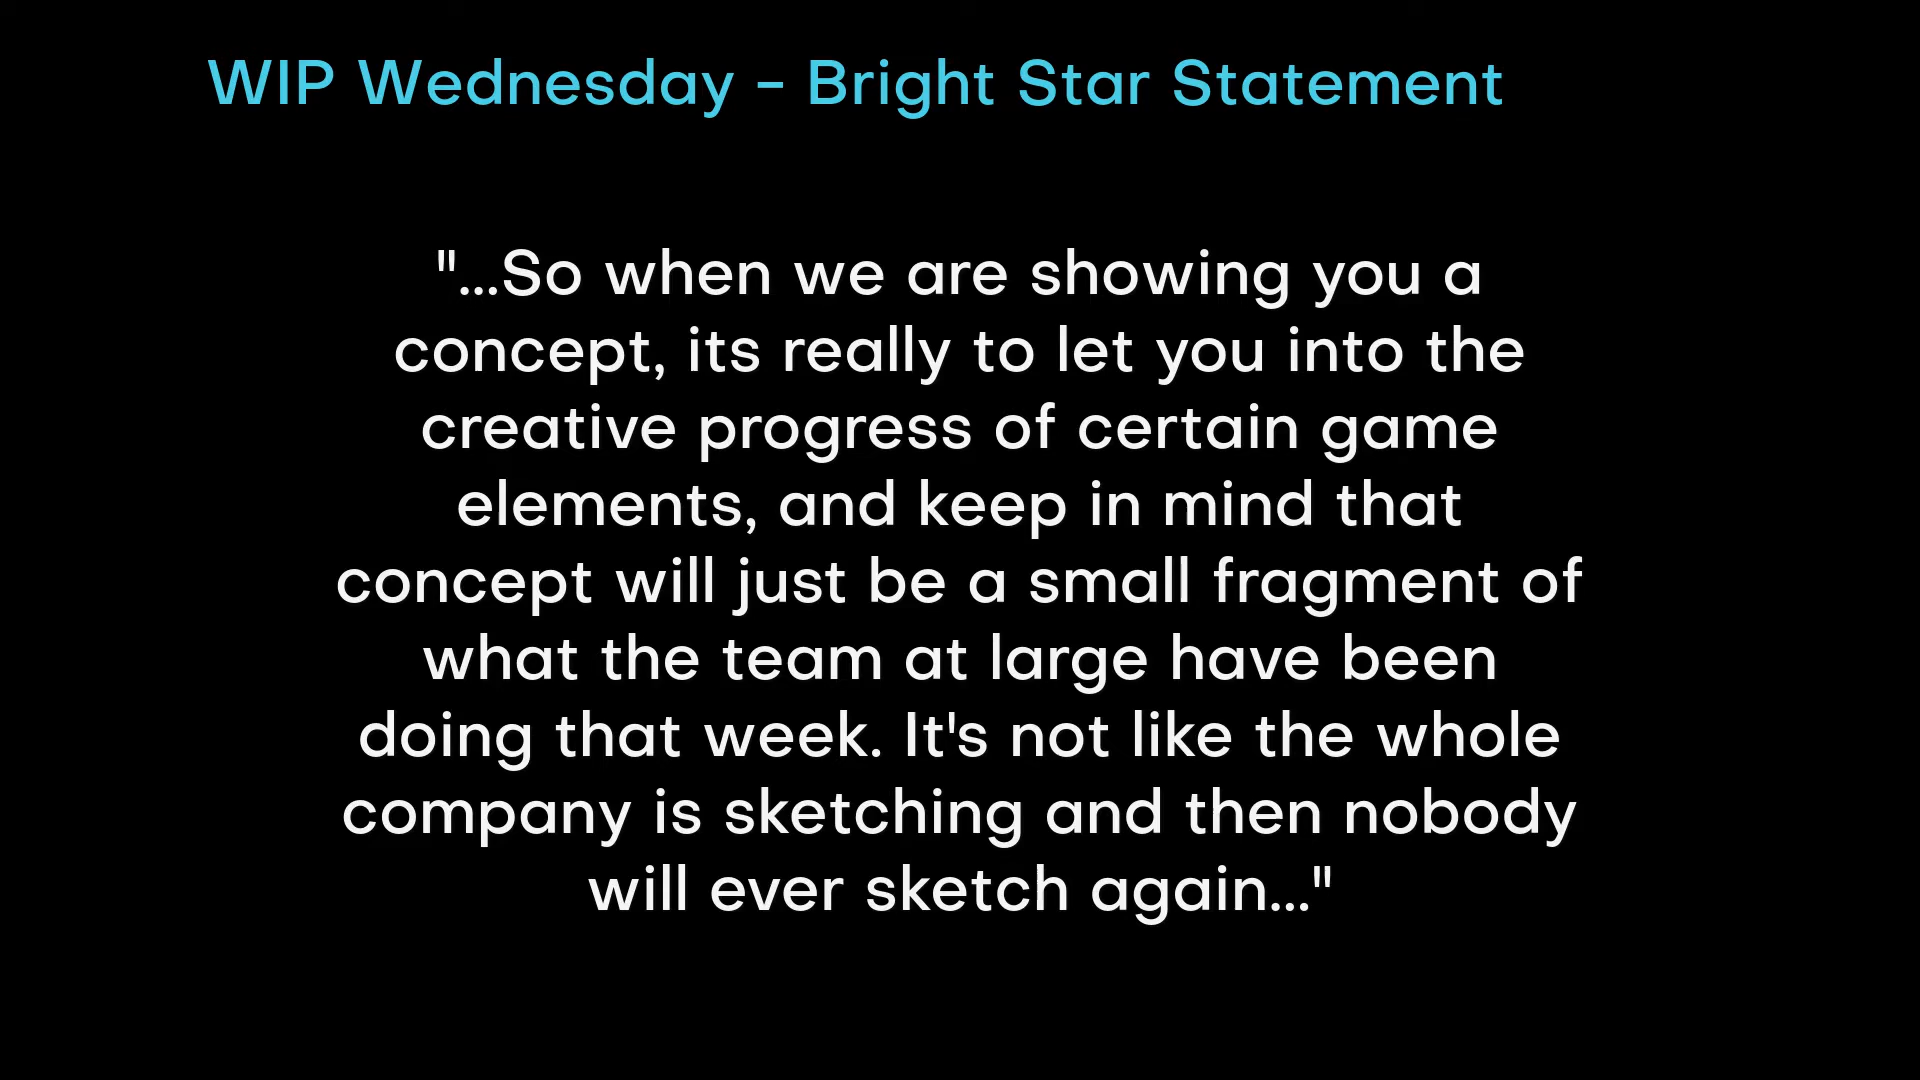 WIP Wednesday – Bright Star Statement
"...So when we are showing you a
concept, its really to let you into the
creative progress of certain game
elements, and keep in mind that
concept will just be a small fragment of
what the team at large have been
doing that week. It's not like the whole
company is sketching and then nobody
will ever sketch again..."